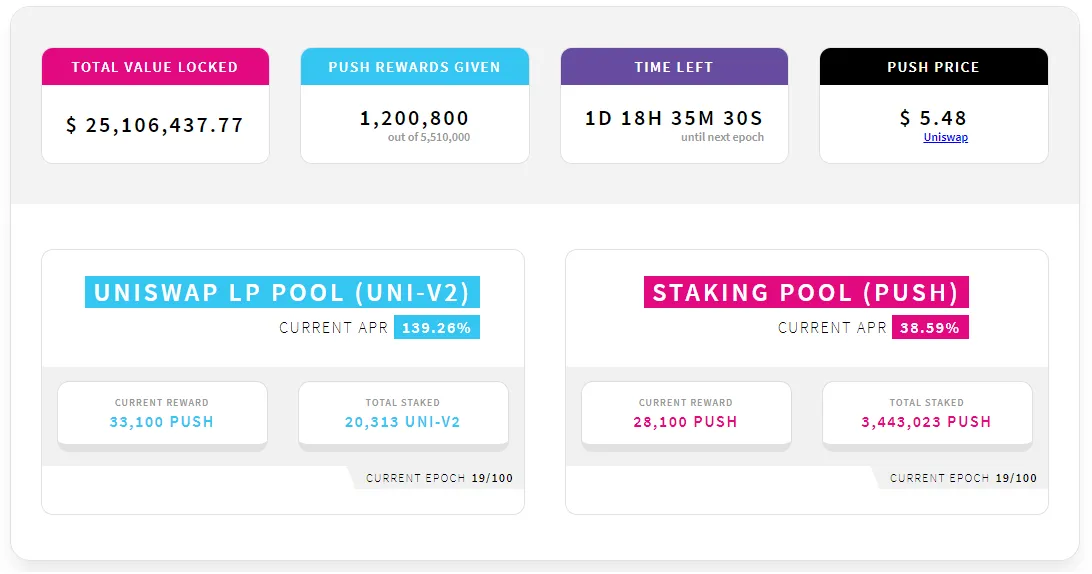 TOTAL VALUE LOCKED
$ 25,106,437.77
PUSH REWARDS GIVEN
1,200,800
out of 5,510,000
TIME LEFT
1D 18H 35M 30S
until next epoch
PUSH PRICE
$ 5.48
Uniswap
UNISWAP LP POOL (UNI-V2)
CURRENT APR 139.26%
CURRENT REWARD
33,100 PUSH
TOTAL STAKED
20,313 UNI-V2
CURRENT EPOCH 19/100
STAKING POOL (PUSH)
CURRENT APR 38.59%
CURRENT REWARD
28,100 PUSH
TOTAL STAKED
3,443,023 PUSH
CURRENT EPOCH 19/100